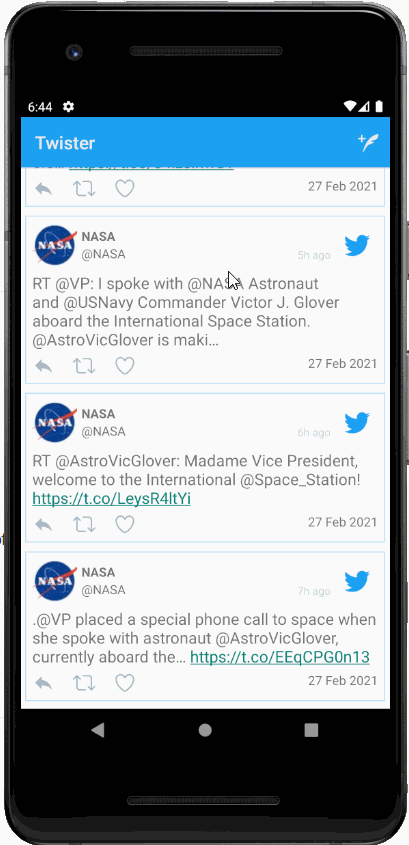 6:44
Twister
27 Feb 2021
NASA
@NASA
5h ago
RT @VP: I spoke with @NASA Astronaut
and @USNavy Commander Victor J. Glover
aboard the International Space Station.
@AstroVicGlover is maki…
27 Feb 2021
NASA
@NASA
6h ago
RT @AstroVicGlover: Madame Vice President,
welcome to the International @Space_Station!
https://t.co/LeysR4ltYi
27 Feb 2021
NASA
@NASA
7h ago
.@VP placed a special phone call to space when
she spoke with astronaut @AstroVicGlover,
currently aboard the… https://t.co/EEqCPG0n13
27 Feb 2021